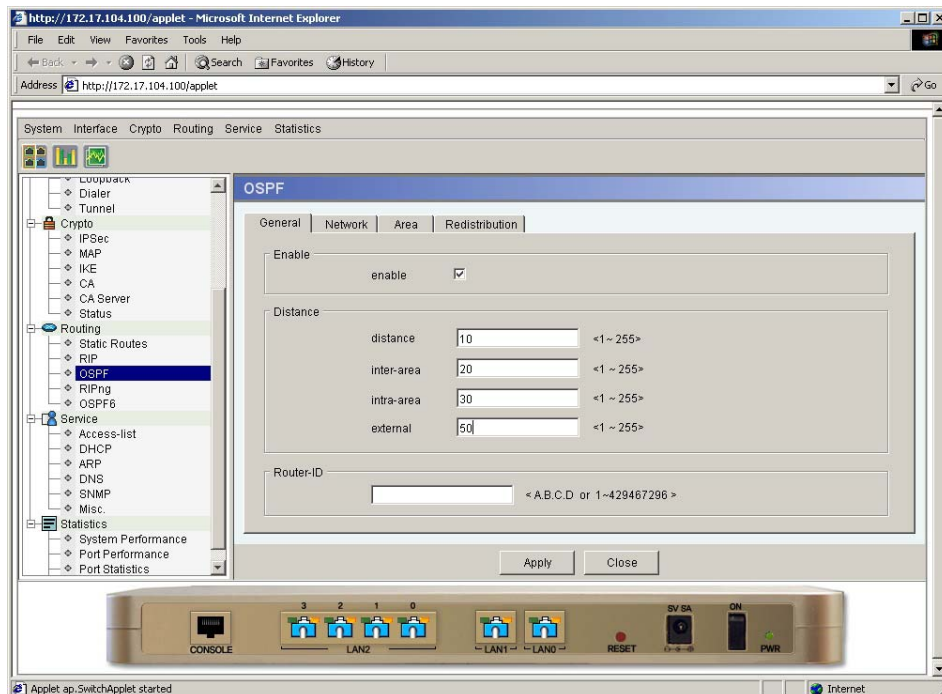 http://172.17.104.100/applet - Microsoft Internet Explorer
File Edit View Favorites Tools Help
Back Search Favorites History
Address http://172.17.104.100/applet Go
System Interface Crypto Routing Service Statistics
Loopback
Dialer
Tunnel
Crypto
IPSec
MAP
IKE
CA
CA Server
Status
Routing
Static Routes
RIP
OSPF
RIPng
OSPF6
Service
Access-list
DHCP
ARP
DNS
SNMP
Misc.
Statistics
System Performance
Port Performance
Port Statistics
OSPF
General Network Area Redistribution
Enable
enable
Distance
distance 10 <1 ~ 255>
inter-area 20 <1 ~ 255>
intra-area 30 <1 ~ 255>
external 50 <1 ~ 255>
Router-ID
< A.B.C.D or 1~429467296 >
Apply Close
3 2 1 0 5V 5A ON
CONSOLE LAN2 LAN1 LAN0 RESET PWR
Applet ap.SwitchApplet started Internet